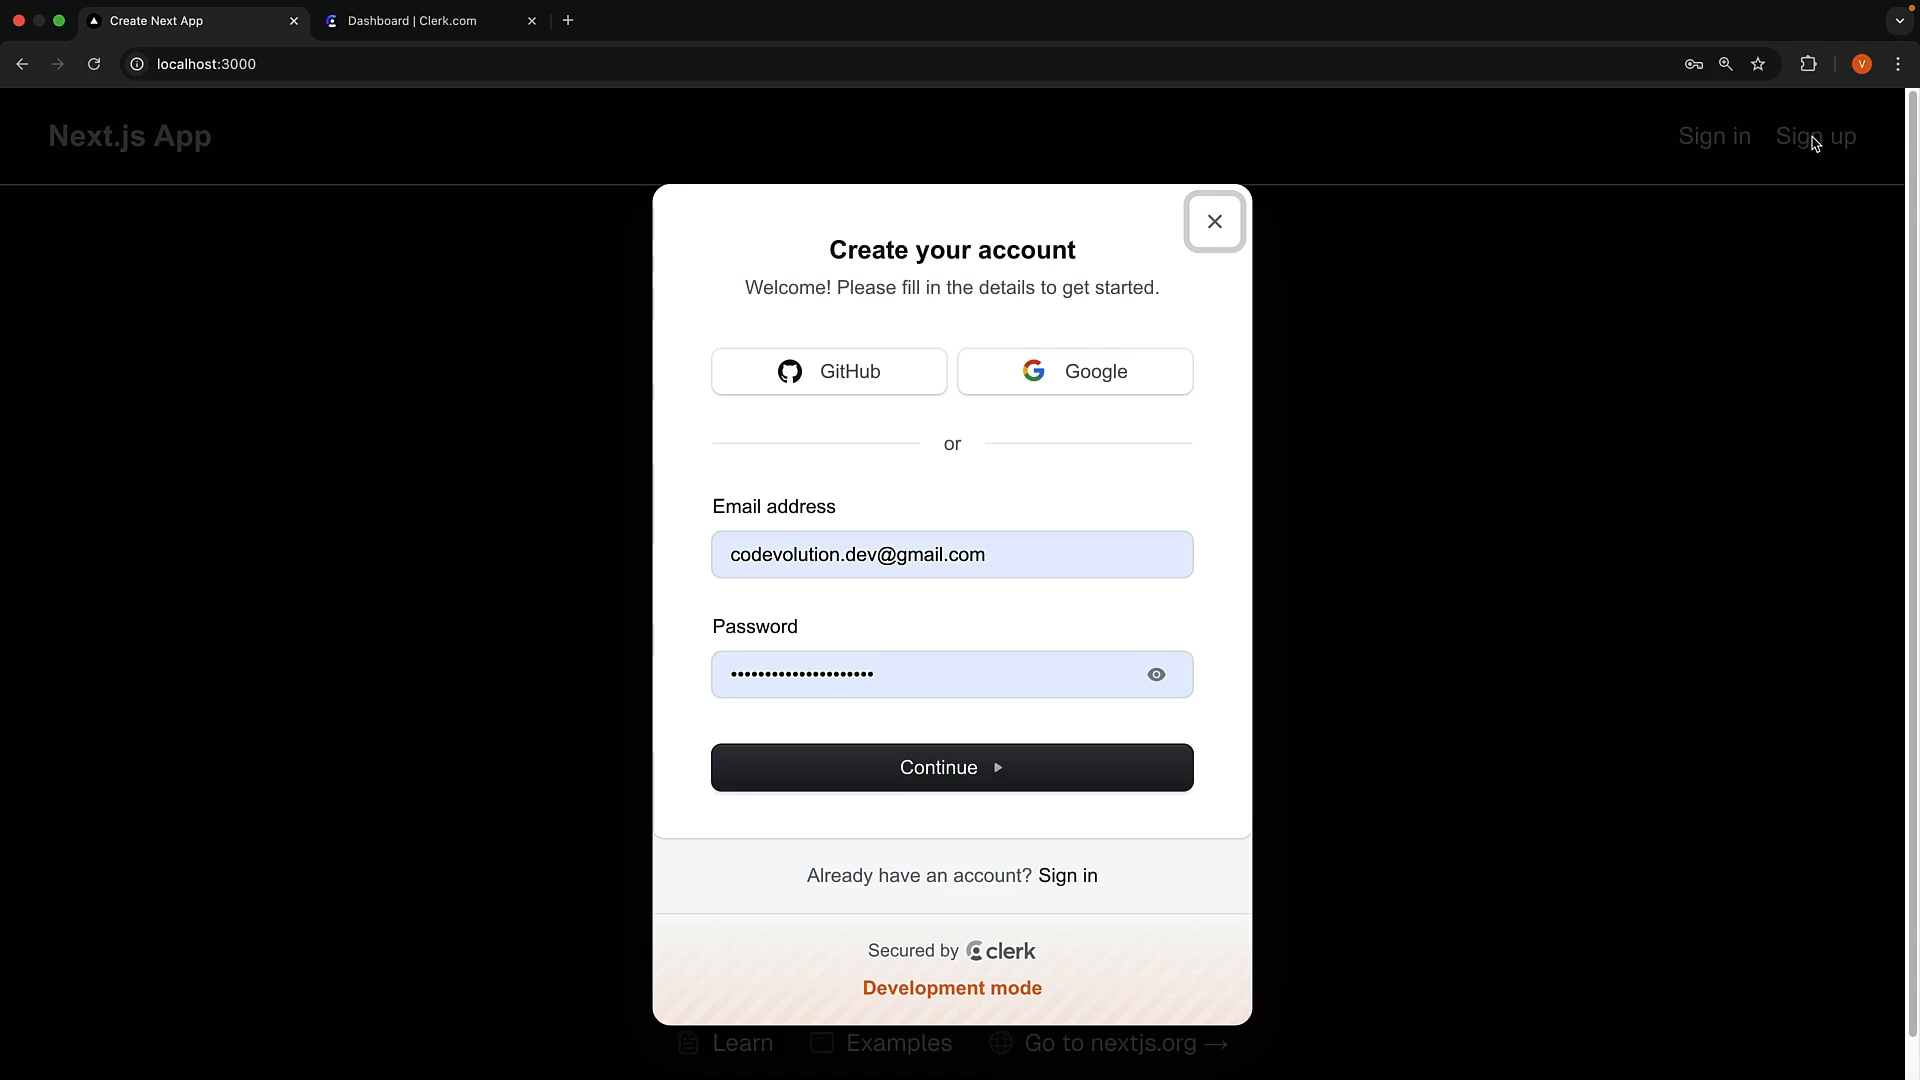 Create Next App
Dashboard | Clerk.com
localhost:3000
V
Next.js App
Sign in
Sign up
Create your account
Welcome! Please fill in the details to get started.
GitHub
Google
or
Email address
codevolution.dev@gmail.com
Password
•••••••••••••••••••••
Continue
Already have an account? Sign in
Secured by clerk
Development mode
Learn
Examples
Go to nextjs.org →